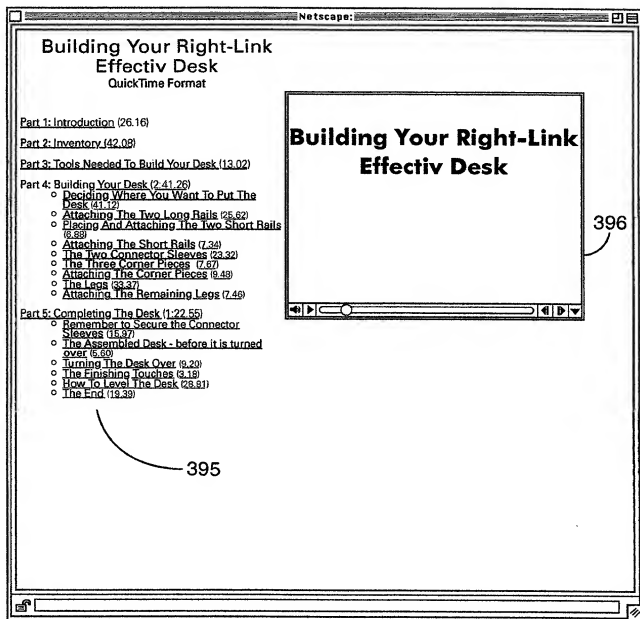 Netscape:
Building Your Right-Link
Effectiv Desk
QuickTime Format
Part 1: Introduction (26.16)
Part 2: Inventory (42.08)
Part 3: Tools Needed To Build Your Desk (13.02)
Part 4: Building Your Desk (2:41.26)
Deciding Where You Want To Put The
Desk (41.12)
Attaching The Two Long Rails (25.62)
Placing And Attaching The Two Short Rails
(6.88)
Attaching The Short Rails (7.34)
The Two Connector Sleeves (23.32)
The Three Corner Pieces (7.67)
Attaching The Corner Pieces (9.48)
The Legs (33.37)
Attaching The Remaining Legs (7.46)
Part 5: Completing The Desk (1:22.55)
Remember to Secure the Connector
Sleeves (15.97)
The Assembled Desk - before it is turned
over (5.60)
Turning The Desk Over (9.20)
The Finishing Touches (3.18)
How To Level The Desk (28.81)
The End (19.39)
395
Building Your Right-Link
Effectiv Desk
396